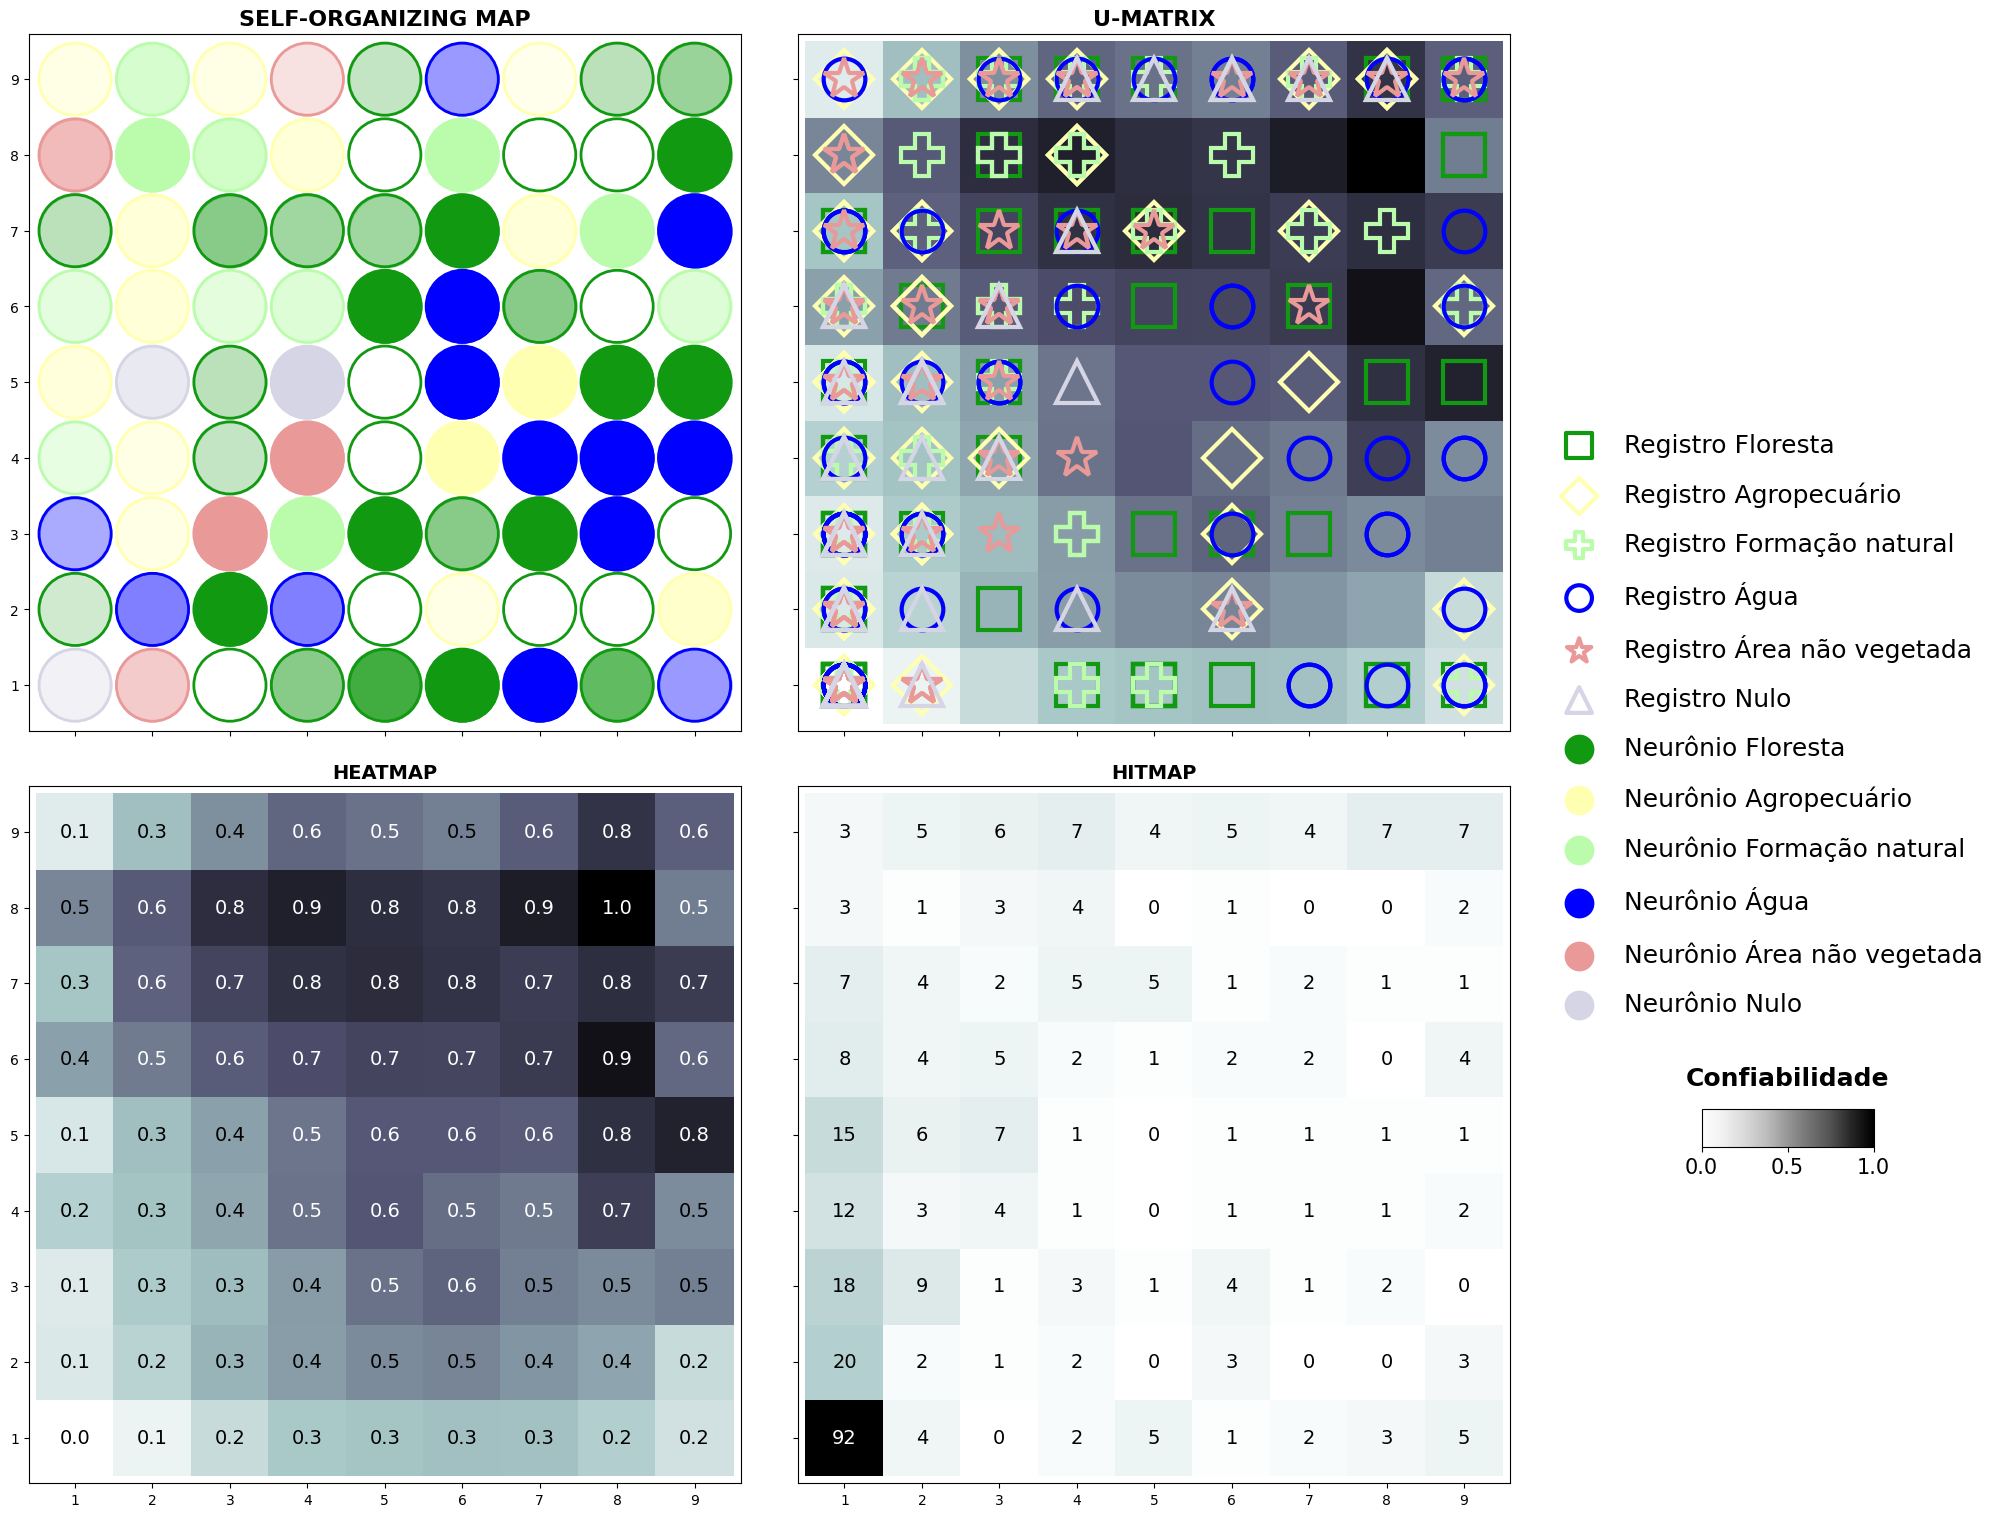 SELF-ORGANIZING MAP
9
8
7
6
5
4
3
2
1
U-MATRIX
Registro Floresta
Registro Agropecuário
Registro Formação natural
Registro Água
Registro Área não vegetada
Registro Nulo
Neurônio Floresta
Neurônio Agropecuário
Neurônio Formação natural
Neurônio Água
Neurônio Área não vegetada
Neurônio Nulo
Confiabilidade
0.0 0.5 1.0
HEATMAP
9 0.1 0.3 0.4 0.6 0.5 0.5 0.6 0.8 0.6
8 0.5 0.6 0.8 0.9 0.8 0.8 0.9 1.0 0.5
7 0.3 0.6 0.7 0.8 0.8 0.8 0.7 0.8 0.7
6 0.4 0.5 0.6 0.7 0.7 0.7 0.7 0.9 0.6
5 0.1 0.3 0.4 0.5 0.6 0.6 0.6 0.8 0.8
4 0.2 0.3 0.4 0.5 0.6 0.5 0.5 0.7 0.5
3 0.1 0.3 0.3 0.4 0.5 0.6 0.5 0.5 0.5
2 0.1 0.2 0.3 0.4 0.5 0.5 0.4 0.4 0.2
1 0.0 0.1 0.2 0.3 0.3 0.3 0.3 0.2 0.2
1 2 3 4 5 6 7 8 9
HITMAP
3 5 6 7 4 5 4 7 7
3 1 3 4 0 1 0 0 2
7 4 2 5 5 1 2 1 1
8 4 5 2 1 2 2 0 4
15 6 7 1 0 1 1 1 1
12 3 4 1 0 1 1 1 2
18 9 1 3 1 4 1 2 0
20 2 1 2 0 3 0 0 3
92 4 0 2 5 1 2 3 5
1 2 3 4 5 6 7 8 9